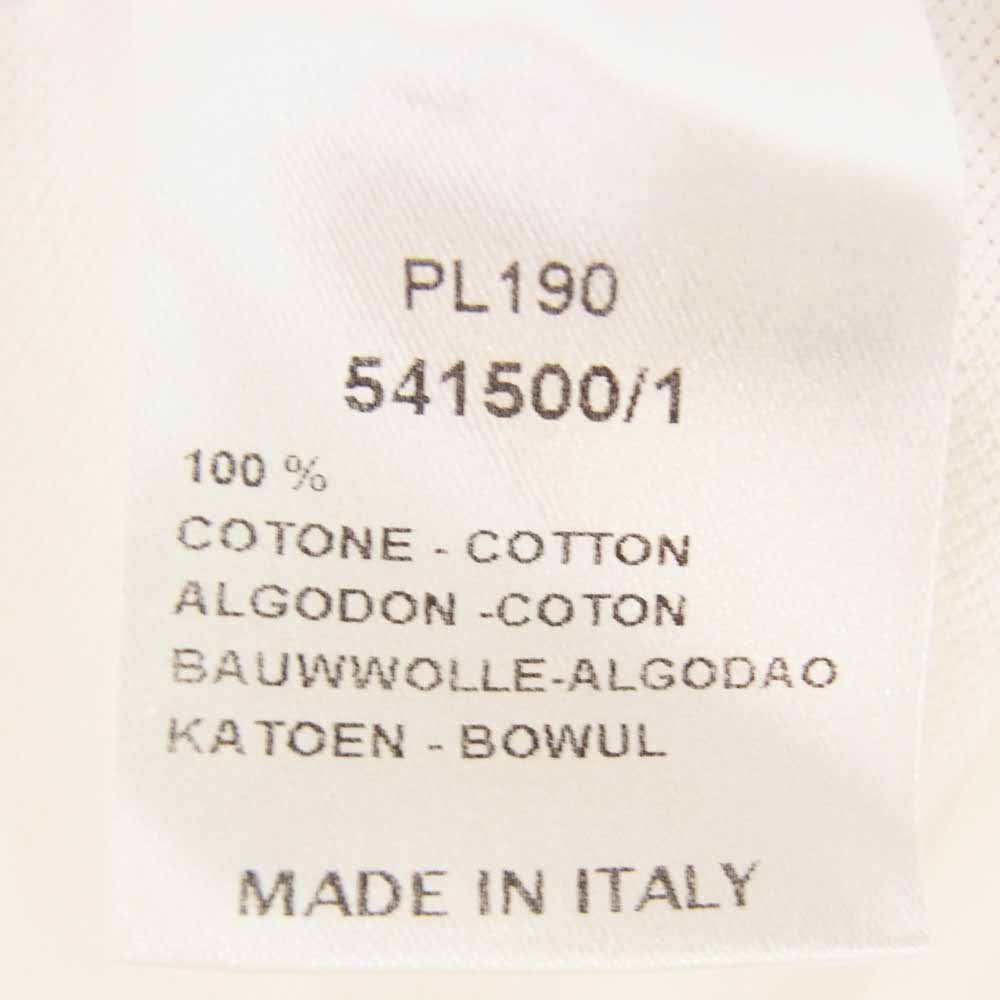 PL190
541500/1
100 %
COTONE - COTTON
ALGODON -COTON
BAUWWOLLE-ALGODAO
KATOEN - BOWUL
MADE IN ITALY